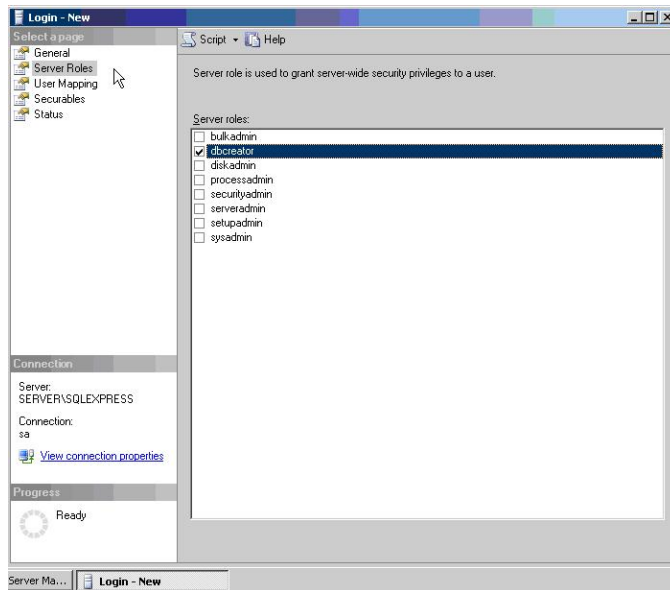 Login - New
Select a page
General
Server Roles
User Mapping
Securables
Status
Script
Help
Server role is used to grant server-wide security privileges to a user.
Server roles:
bulkadmin
dbcreator
diskadmin
processadmin
securityadmin
serveradmin
setupadmin
sysadmin
Connection
Server:
SERVER\SQLEXPRESS
Connection:
sa
View connection properties
Progress
Ready
Server Ma...
Login - New